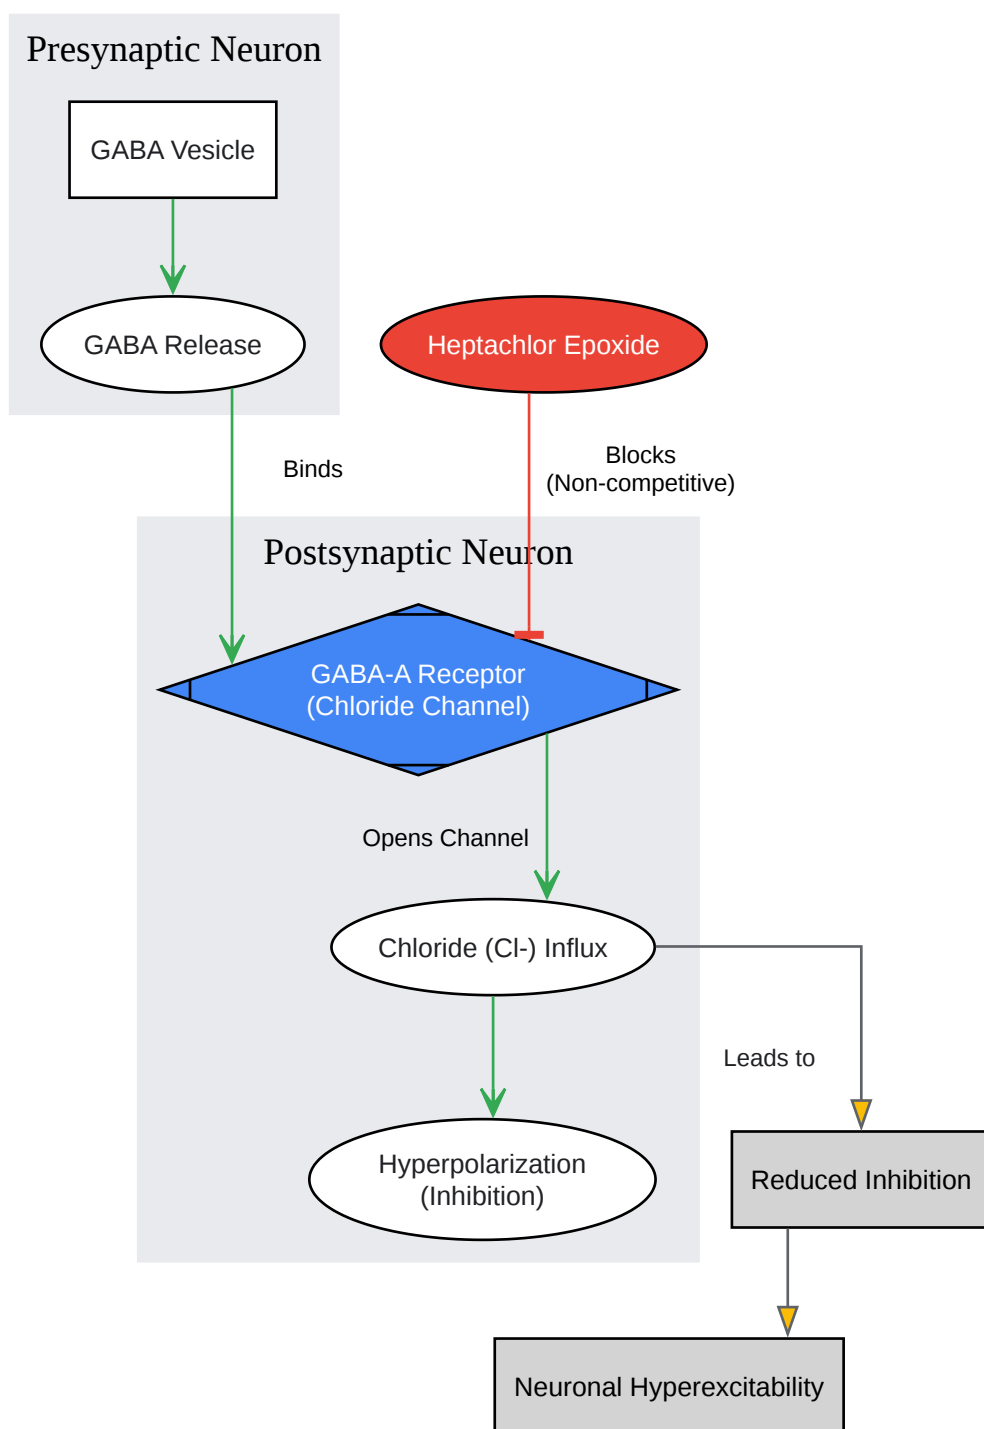 Presynaptic Neuron
GABA Vesicle
GABA Release
Heptachlor Epoxide
Binds
Blocks
(Non-competitive)
Postsynaptic Neuron
GABA-A Receptor
(Chloride Channel)
Opens Channel
Chloride (Cl-) Influx
Leads to
Hyperpolarization
(Inhibition)
Reduced Inhibition
Neuronal Hyperexcitability